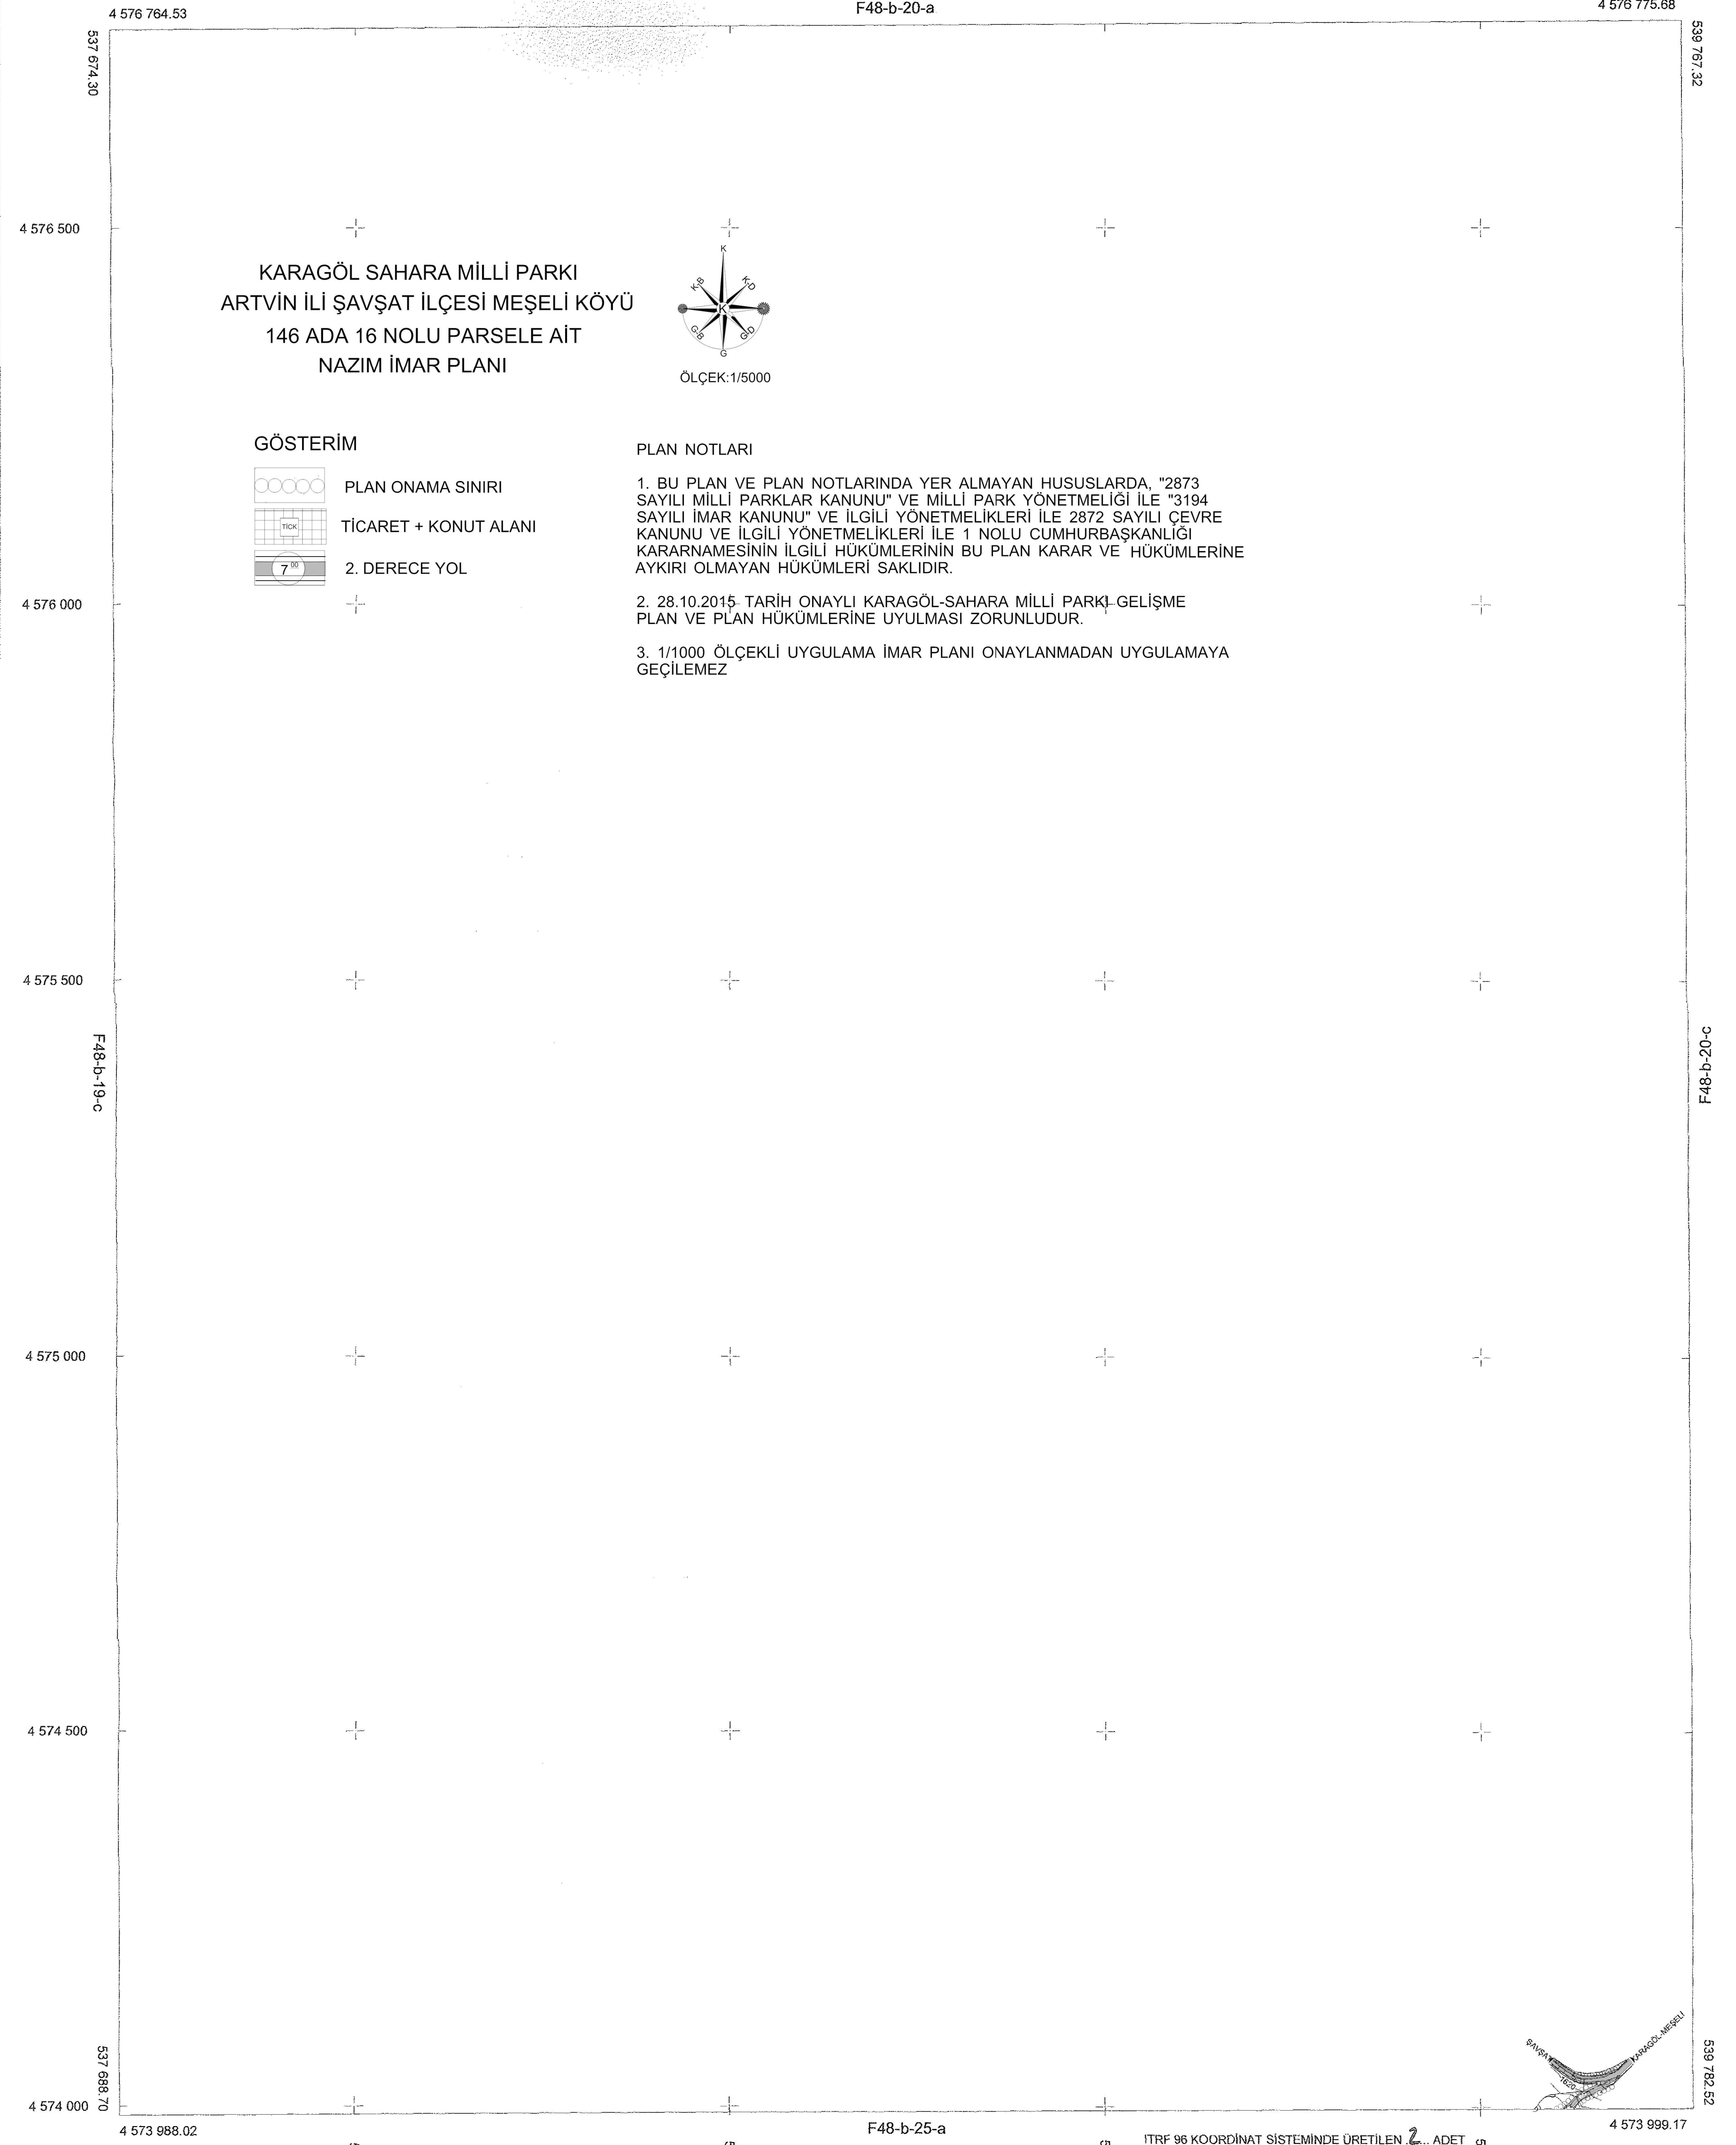 F48-b-20-a
4 576 764.53
4 576 775.68
537 674.30
539 767.32
4 576 500
KARAGÖL SAHARA MİLLİ PARKI
ARTVİN İLİ ŞAVŞAT İLÇESİ MEŞELİ KÖYÜ
146 ADA 16 NOLU PARSELE AİT
NAZIM İMAR PLANI
K
K-B
K-D
K
G-B
G-D
G
ÖLÇEK:1/5000
GÖSTERİM
PLAN ONAMA SINIRI
TİCK
TİCARET + KONUT ALANI
7.00
2. DERECE YOL
PLAN NOTLARI
1. BU PLAN VE PLAN NOTLARINDA YER ALMAYAN HUSUSLARDA, "2873
SAYILI MİLLİ PARKLAR KANUNU" VE MİLLİ PARK YÖNETMELİĞİ İLE "3194
SAYILI İMAR KANUNU" VE İLGİLİ YÖNETMELİKLERİ İLE 2872 SAYILI ÇEVRE
KANUNU VE İLGİLİ YÖNETMELİKLERİ İLE 1 NOLU CUMHURBAŞKANLIĞI
KARARNAMESİNİN İLGİLİ HÜKÜMLERİNİN BU PLAN KARAR VE HÜKÜMLERİNE
AYKIRI OLMAYAN HÜKÜMLERİ SAKLIDIR.
2. 28.10.2015 TARİH ONAYLI KARAGÖL-SAHARA MİLLİ PARKI GELİŞME
PLAN VE PLAN HÜKÜMLERİNE UYULMASI ZORUNLUDUR.
3. 1/1000 ÖLÇEKLİ UYGULAMA İMAR PLANI ONAYLANMADAN UYGULAMAYA
GEÇİLEMEZ
4 576 000
4 575 500
F48-b-19-c
F48-b-20-c
4 575 000
4 574 500
ŞAVŞAT
KARAGÖL-MEŞELİ
1620
537 688.70
539 782.52
4 574 000
4 573 988.02
F48-b-25-a
4 573 999.17
ITRF 96 KOORDİNAT SİSTEMİNDE ÜRETİLEN 2 ... ADET